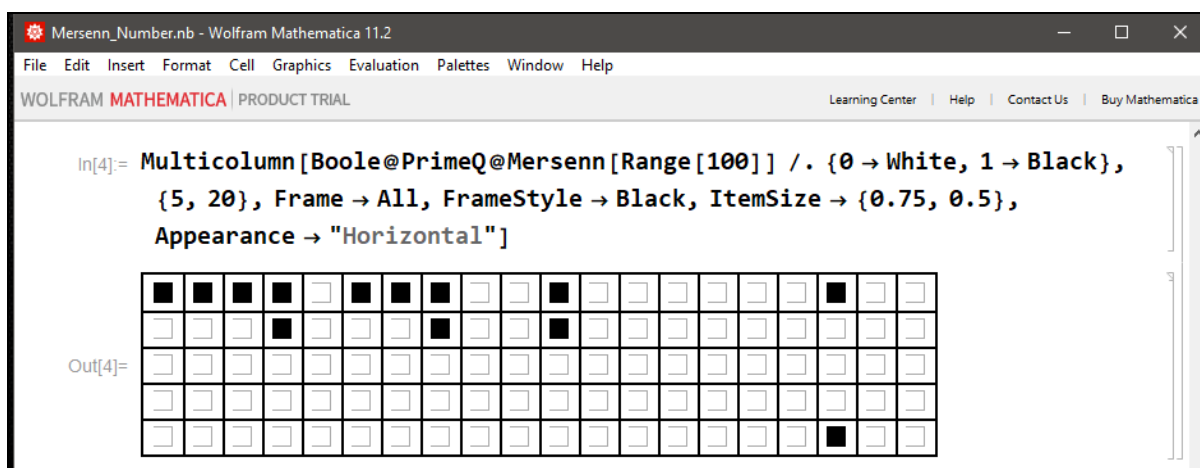 Mersenn_Number.nb - Wolfram Mathematica 11.2
File Edit Insert Format Cell Graphics Evaluation Palettes Window Help
WOLFRAM MATHEMATICA | PRODUCT TRIAL Learning Center | Help | Contact Us | Buy Mathematica
In[4]:= Multicolumn[Boole@PrimeQ@Mersenn[Range[100]] /. {0 → White, 1 → Black},
{5, 20}, Frame → All, FrameStyle → Black, ItemSize → {0.75, 0.5},
Appearance → "Horizontal"]
Out[4]=